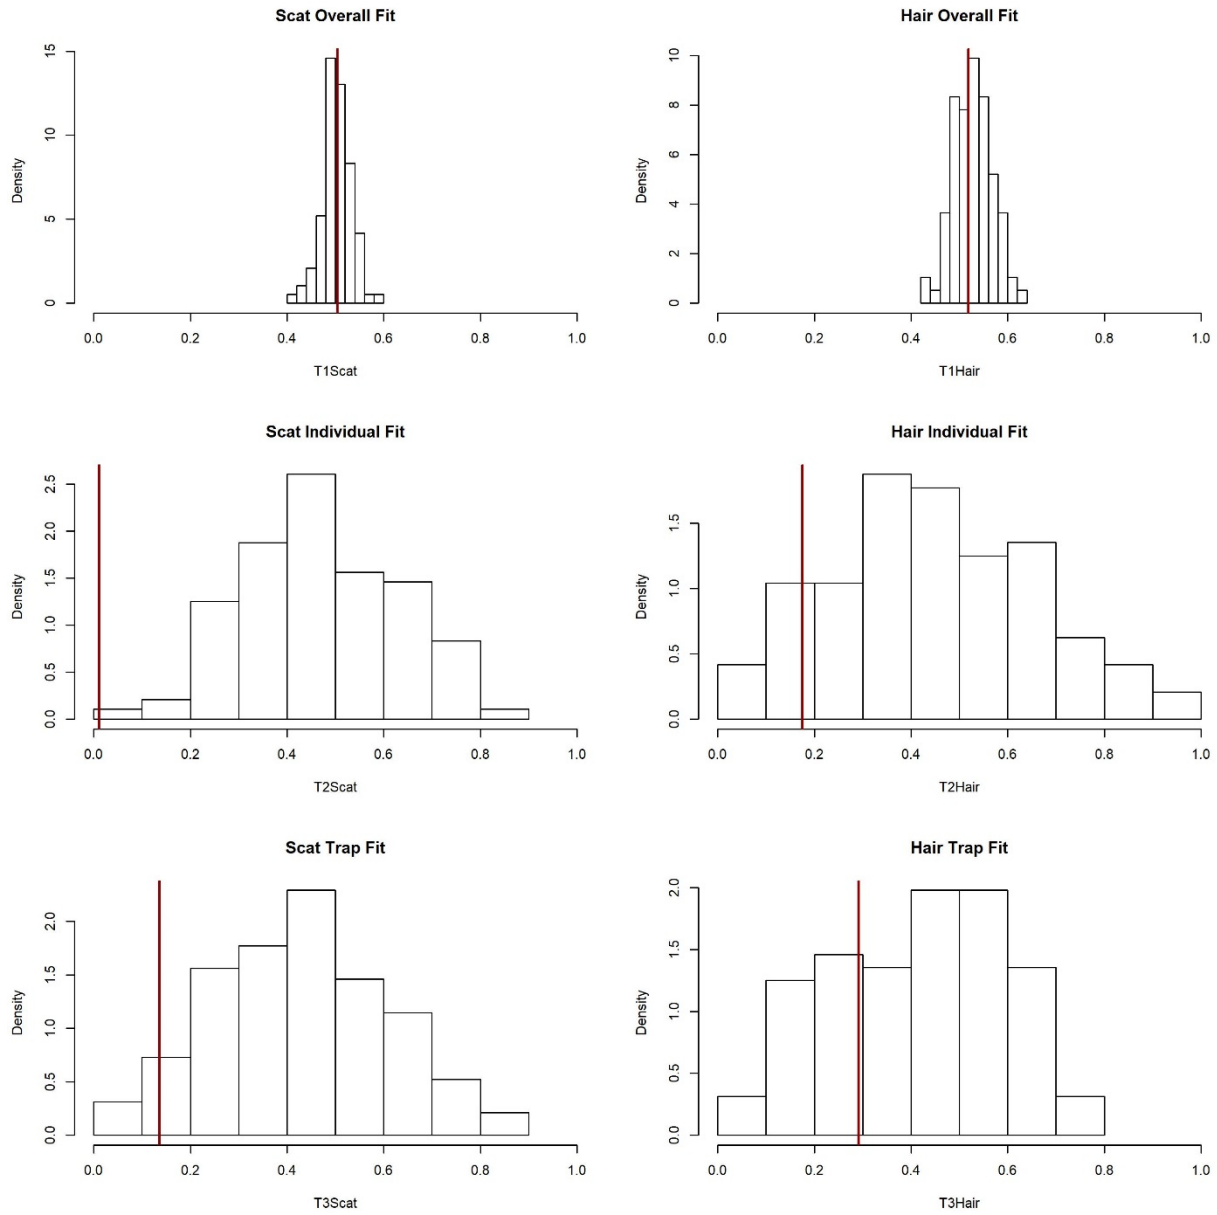 Scat Overall Fit
Density
0
5
10
15
0.0 0.2 0.4 0.6 0.8 1.0
T1Scat
Hair Overall Fit
Density
0
2
4
6
8
10
0.0 0.2 0.4 0.6 0.8 1.0
T1Hair
Scat Individual Fit
Density
0.0
0.5
1.0
1.5
2.0
2.5
0.0 0.2 0.4 0.6 0.8 1.0
T2Scat
Hair Individual Fit
Density
0.0
0.5
1.0
1.5
0.0 0.2 0.4 0.6 0.8 1.0
T2Hair
Scat Trap Fit
Density
0.0
0.5
1.0
1.5
2.0
0.0 0.2 0.4 0.6 0.8 1.0
T3Scat
Hair Trap Fit
Density
0.0
0.5
1.0
1.5
2.0
0.0 0.2 0.4 0.6 0.8 1.0
T3Hair